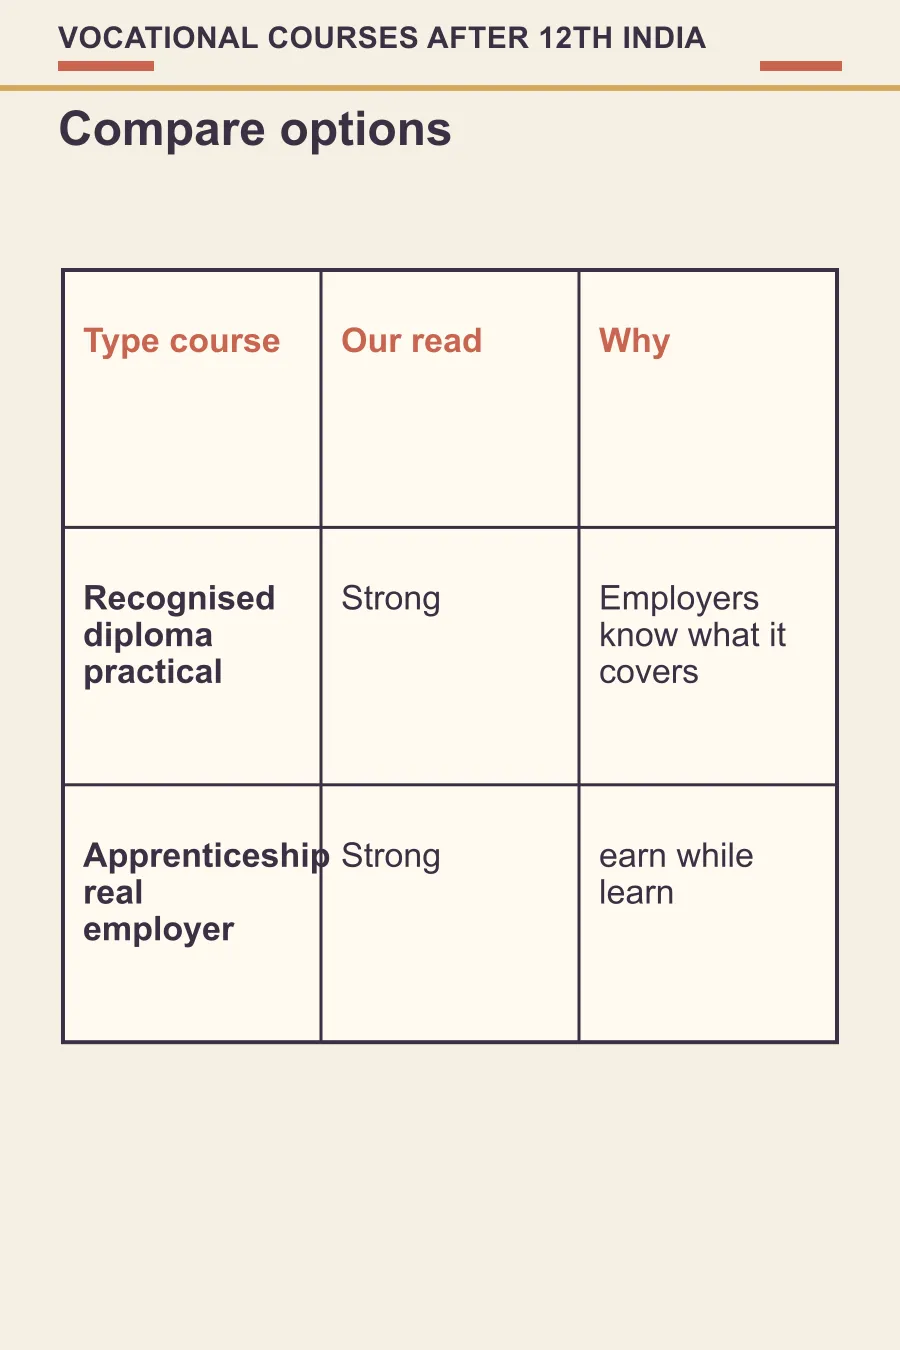 VOCATIONAL COURSES AFTER 12TH INDIA
Compare options
Type course
Our read
Why
Recognised
diploma
practical
Strong
Employers
know what it
covers
Apprenticeship
real
employer
Strong
earn while
learn